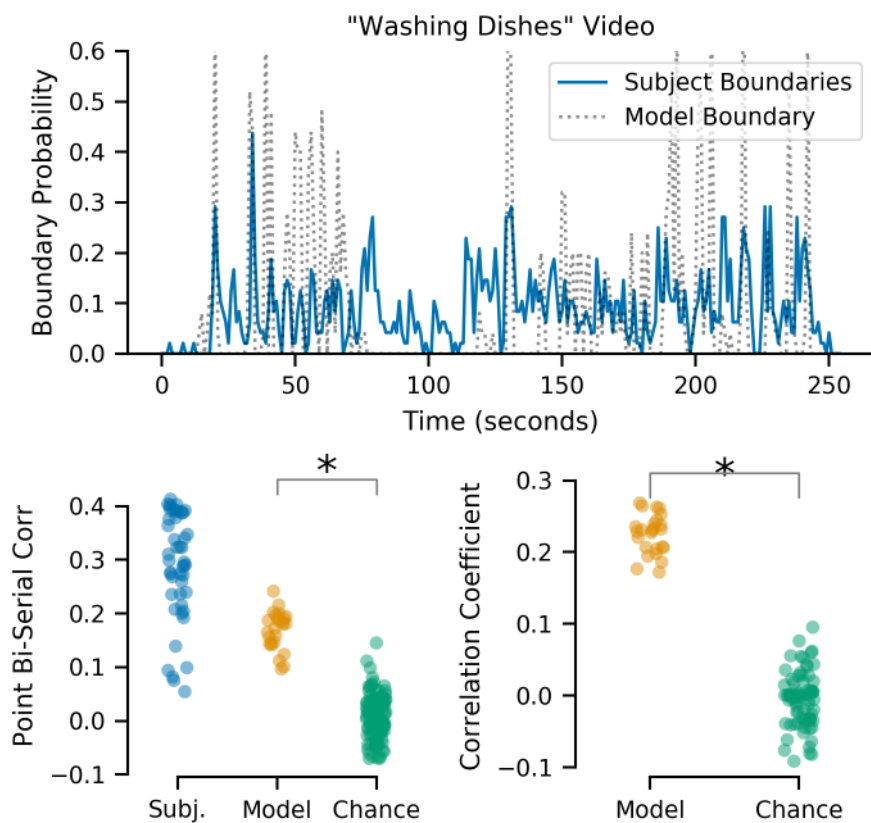 "Washing Dishes" Video
Boundary Probability
0.6
0.5
0.4
0.3
0.2
0.1
0.0
Subject Boundaries
Model Boundary
0 50 100 150 200 250
Time (seconds)
Point Bi-Serial Corr
0.4
0.3
0.2
0.1
0.0
−0.1
*
Subj. Model Chance
Correlation Coefficient
0.3
0.2
0.1
0.0
−0.1
*
Model Chance